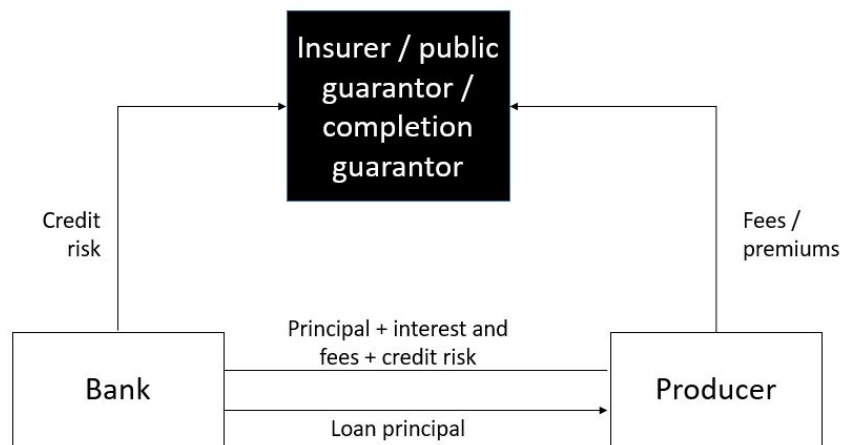 Insurer / public
guarantor /
completion
guarantor
Credit
risk
Fees /
premiums
Principal + interest and
fees + credit risk
Bank
Producer
Loan principal